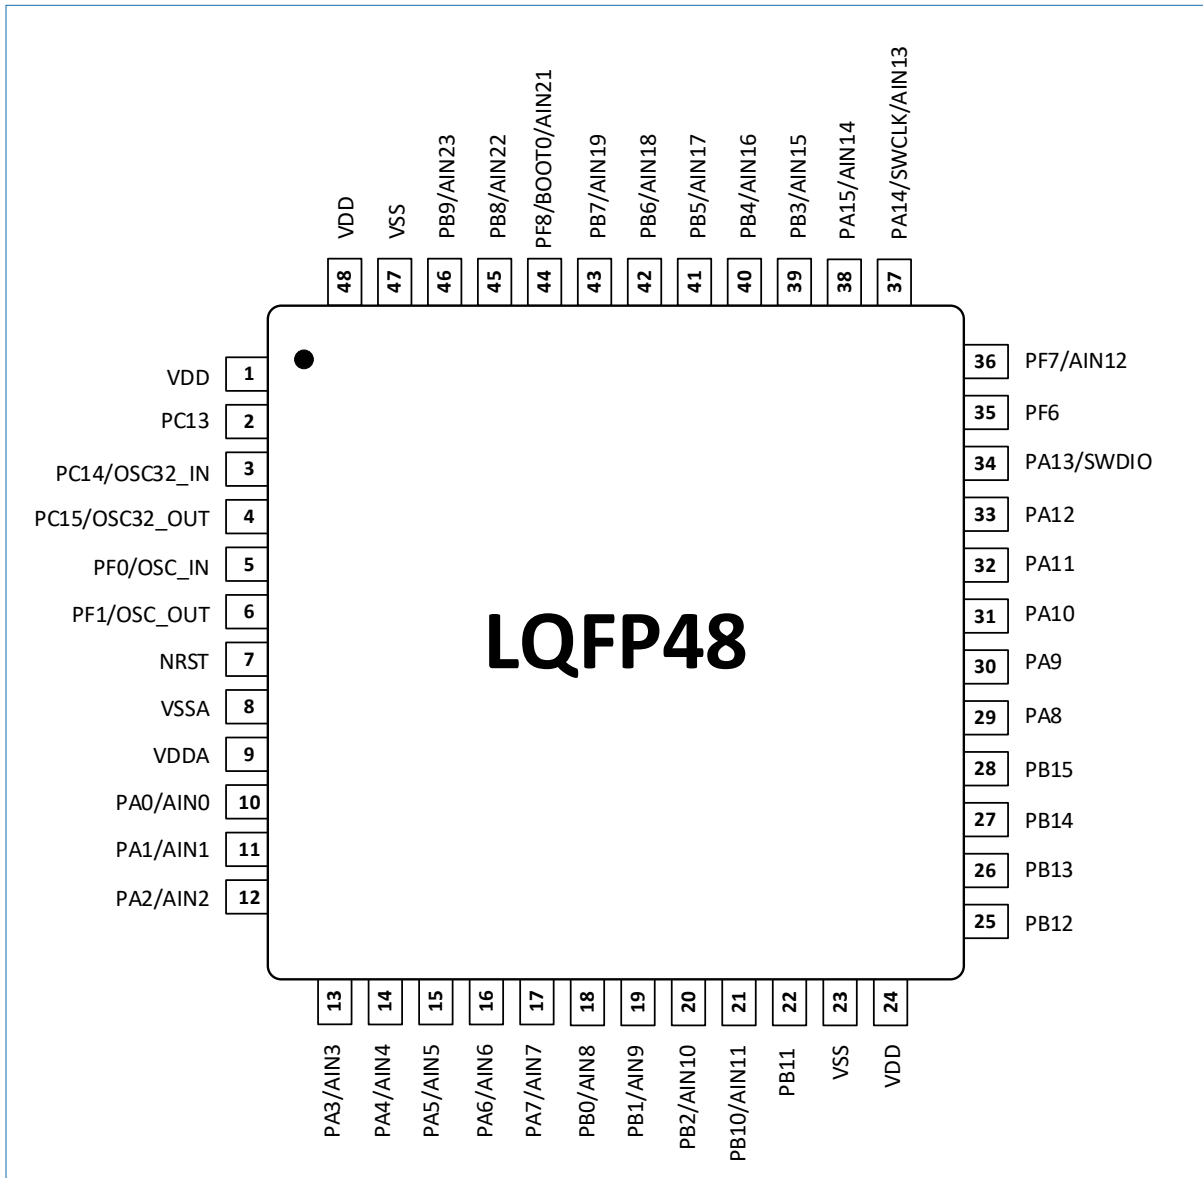 PB9/AIN23
PB8/AIN22
PF8/BOOT0/AIN21
PB7/AIN19
PB6/AIN18
PB5/AIN17
PB4/AIN16
PB3/AIN15
PA15/AIN14
PA14/SWCLK/AIN13
VDD
VSS
48
47
46
45
44
43
42
41
40
39
38
37
VDD 1
PC13 2
PC14/OSC32_IN 3
PC15/OSC32_OUT 4
PF0/OSC_IN 5
PF1/OSC_OUT 6
NRST 7
VSSA 8
VDDA 9
PA0/AIN0 10
PA1/AIN1 11
PA2/AIN2 12
LQFP48
36 PF7/AIN12
35 PF6
34 PA13/SWDIO
33 PA12
32 PA11
31 PA10
30 PA9
29 PA8
28 PB15
27 PB14
26 PB13
25 PB12
13
14
15
16
17
18
19
20
21
22
23
24
PA3/AIN3
PA4/AIN4
PA5/AIN5
PA6/AIN6
PA7/AIN7
PB0/AIN8
PB1/AIN9
PB2/AIN10
PB10/AIN11
PB11
VSS
VDD